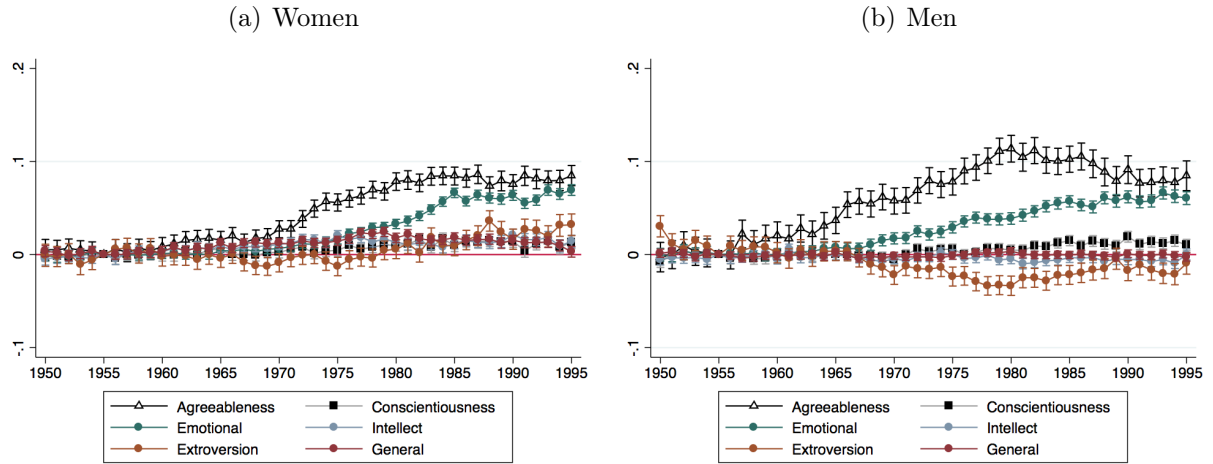 (a) Women
.2
.1
0
-.1
1950 1955 1960 1965 1970 1975 1980 1985 1990 1995
Agreeableness Conscientiousness
Emotional Intellect
Extroversion General
(b) Men
.2
.1
0
-.1
1950 1955 1960 1965 1970 1975 1980 1985 1990 1995
Agreeableness Conscientiousness
Emotional Intellect
Extroversion General